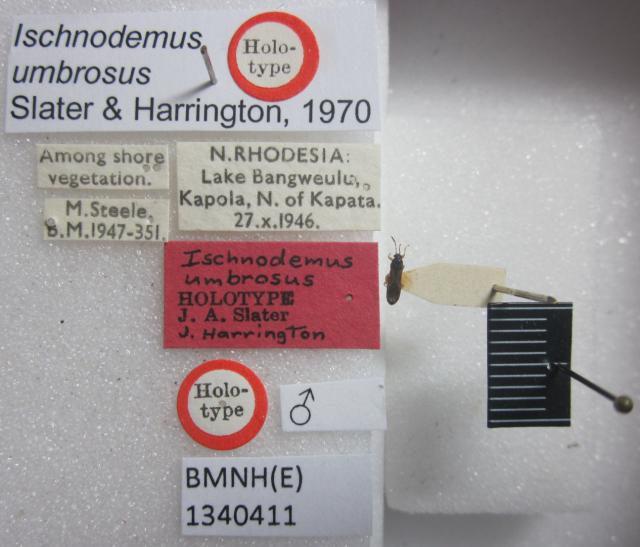 Ischnodemus
umbrosus
Slater & Harrington, 1970
Holo-
type
Among shore
vegetation.
M. Steele.
B.M.1947-351.
N.RHODESIA:
Lake Bangweulu,
Kapola, N. of Kapata.
27.x.1946.
Ischnodemus
umbrosus
HOLOTYPE
J. A. Slater
J. Harrington
Holo-
type
♂
BMNH(E)
1340411